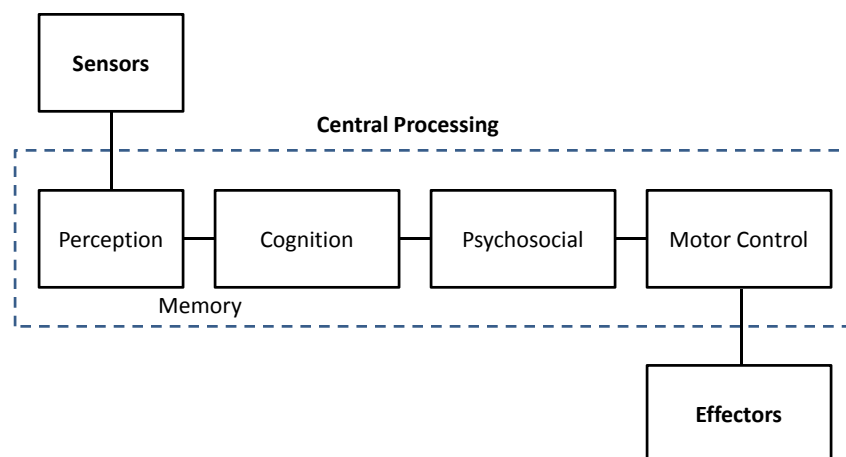 Sensors
Central Processing
Perception
Cognition
Psychosocial
Motor Control
Memory
Effectors